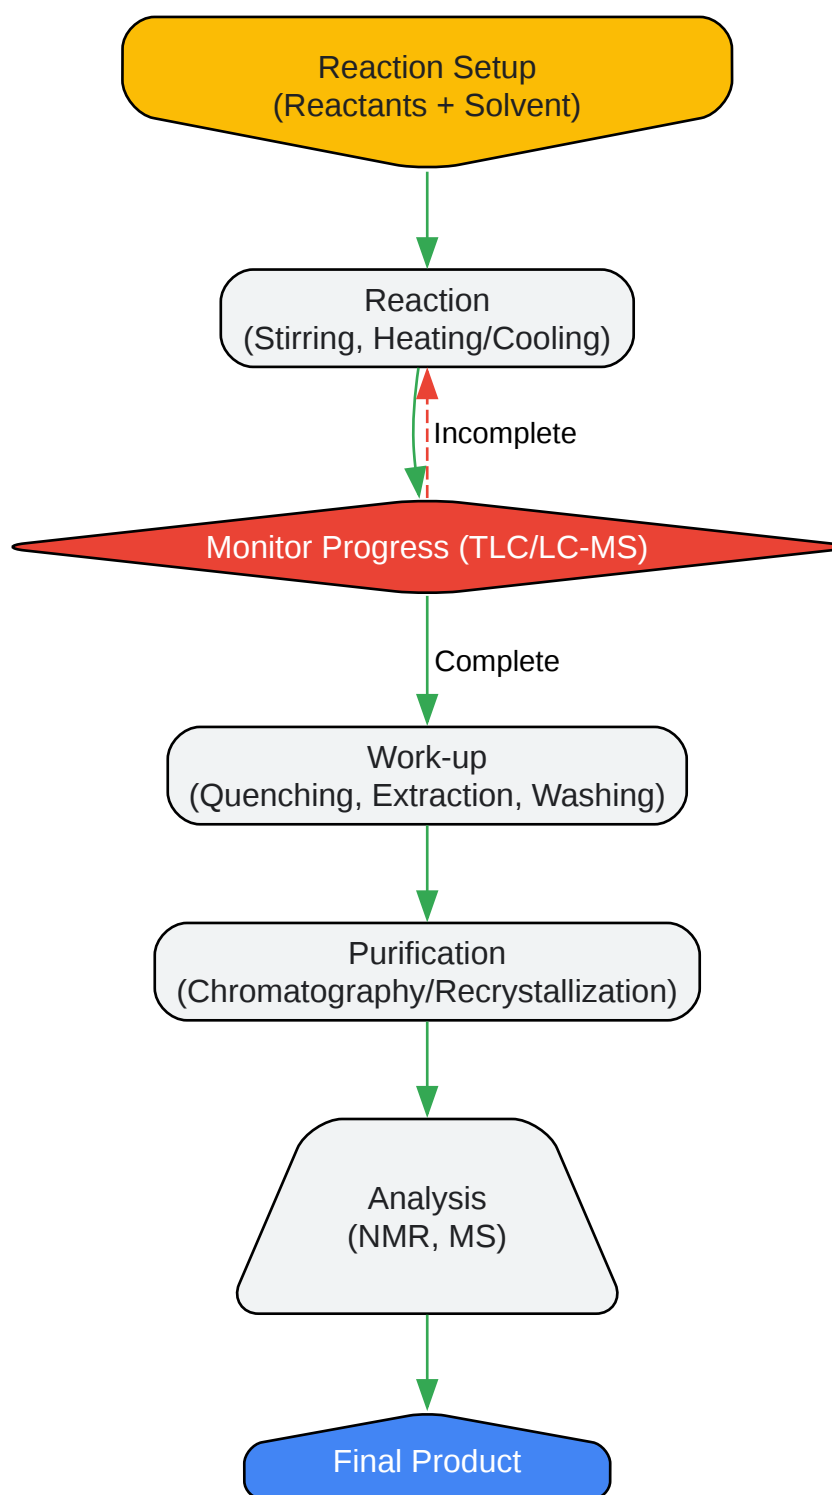 Reaction Setup
(Reactants + Solvent)
Reaction
(Stirring, Heating/Cooling)
Incomplete
Monitor Progress (TLC/LC-MS)
Complete
Work-up
(Quenching, Extraction, Washing)
Purification
(Chromatography/Recrystallization)
Analysis
(NMR, MS)
Final Product